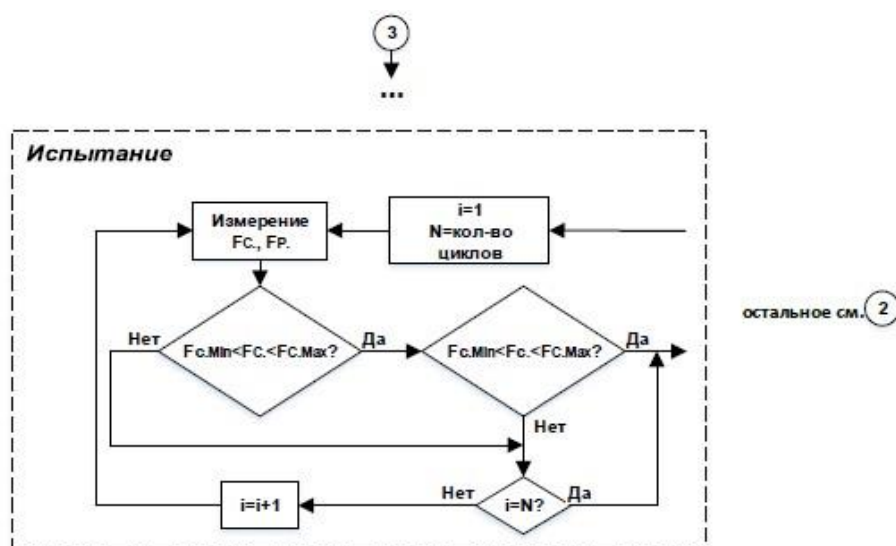 3
...
Испытание
Измерение
Fc., Fp.
i=1
N=кол-во
циклов
остальное см. 2
Нет
Fc.Min<Fc.<Fc.Max?
Да
Fc.Min<Fc.<Fc.Max?
Да
Нет
i=i+1
Нет
i=N?
Да